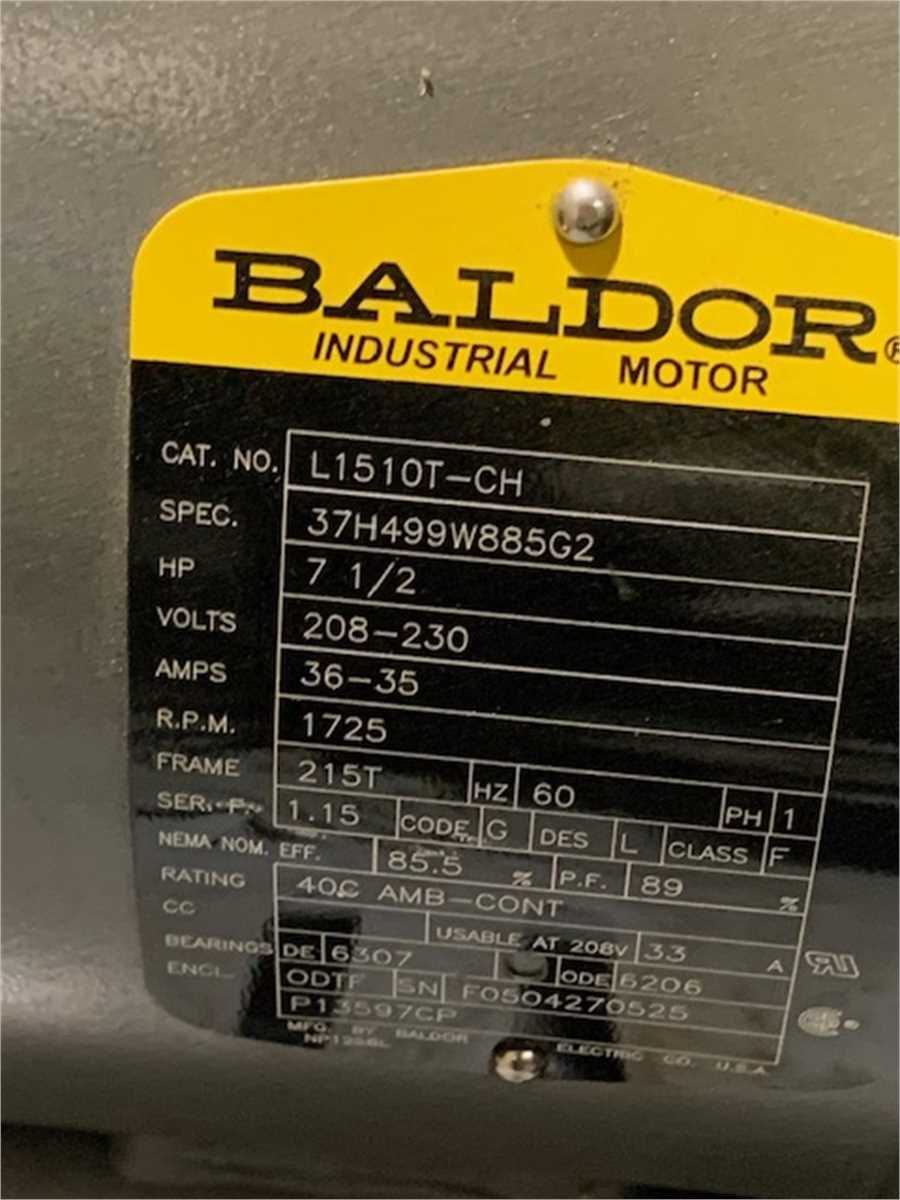 BALDOR®
INDUSTRIAL MOTOR
CAT. NO. L1510T-CH
SPEC. 37H499W885G2
HP 7 1/2
VOLTS 208-230
AMPS 36-35
R.P.M. 1725
FRAME 215T HZ 60 PH 1
SER. F. 1.15 CODE G DES L CLASS F
NEMA NOM. EFF. 85.5 % P.F. 89 %
RATING 40C AMB-CONT
CC USABLE AT 208V 33 A
BEARINGS DE 6307 ODE 6206
ENCL. ODTF SN F0504270525
P13597CP
MFG. BY BALDOR ELECTRIC CO. U.S.A.